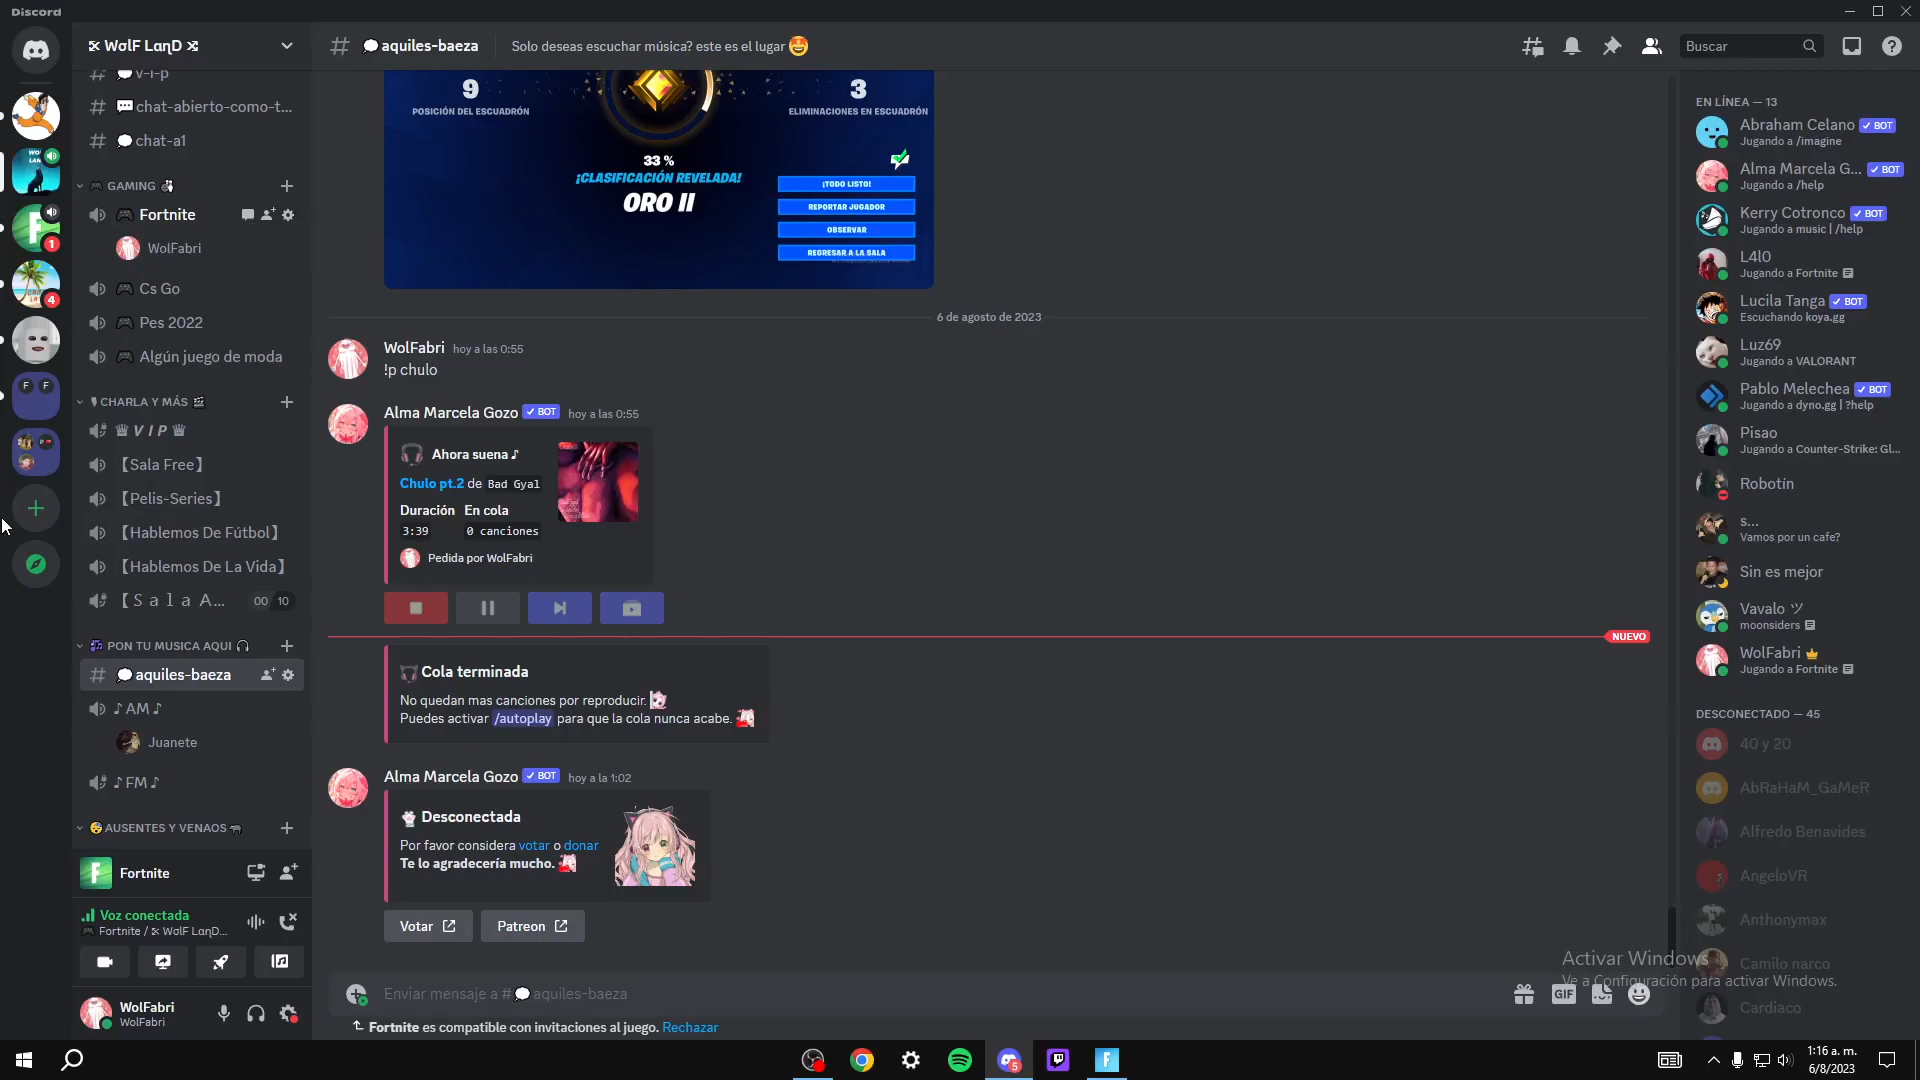 Discord
WolF LanD
v-i-p
chat-abierto-como-t...
chat-a1
GAMING
Fortnite
WolFabri
Cs Go
Pes 2022
Algún juego de moda
CHARLA Y MÁS
V I P
【Sala Free】
【Pelis-Series】
【Hablemos De Fútbol】
【Hablemos De La Vida】
【 S a l a A...
00 10
PON TU MUSICA AQUI
aquiles-baeza
♪ AM ♪
Juanete
♪ FM ♪
AUSENTES Y VENAOS
Fortnite
Voz conectada
Fortnite / WolF LanD...
WolFabri
WolFabri
1
4
F F
# aquiles-baeza
Solo deseas escuchar música? este es el lugar
Buscar
9
POSICIÓN DEL ESCUADRÓN
3
ELIMINACIONES EN ESCUADRÓN
33 %
¡CLASIFICACIÓN REVELADA!
ORO II
¡TODO LISTO!
REPORTAR JUGADOR
OBSERVAR
REGRESAR A LA SALA
6 de agosto de 2023
WolFabri hoy a las 0:55
!p chulo
Alma Marcela Gozo ✓ BOT hoy a las 0:55
Ahora suena ♪
Chulo pt.2 de Bad Gyal
Duración En cola
3:39 0 canciones
Pedida por WolFabri
NUEVO
Cola terminada
No quedan mas canciones por reproducir.
Puedes activar /autoplay para que la cola nunca acabe.
Alma Marcela Gozo ✓ BOT hoy a la 1:02
Desconectada
Por favor considera votar o donar
Te lo agradecería mucho.
Votar
Patreon
Enviar mensaje a # aquiles-baeza
GIF
Fortnite es compatible con invitaciones al juego. Rechazar
EN LÍNEA — 13
Abraham Celano ✓ BOT
Jugando a /imagine
Alma Marcela G... ✓ BOT
Jugando a /help
Kerry Cotronco ✓ BOT
Jugando a music | /help
L4l0
Jugando a Fortnite
Lucila Tanga ✓ BOT
Escuchando koya.gg
Luz69
Jugando a VALORANT
Pablo Melechea ✓ BOT
Jugando a dyno.gg | ?help
Pisao
Jugando a Counter-Strike: Gl...
Robotín
s...
Vamos por un cafe?
Sin es mejor
Vavalo ツ
moonsiders
WolFabri
Jugando a Fortnite
DESCONECTADO — 45
40 y 20
AbRaHaM_GaMeR
Alfredo Benavides
AngeloVR
Anthonymax
Camilo narco
Cardiaco
Activar Windows
Ve a Configuración para activar Windows.
5
1:16 a. m.
6/8/2023